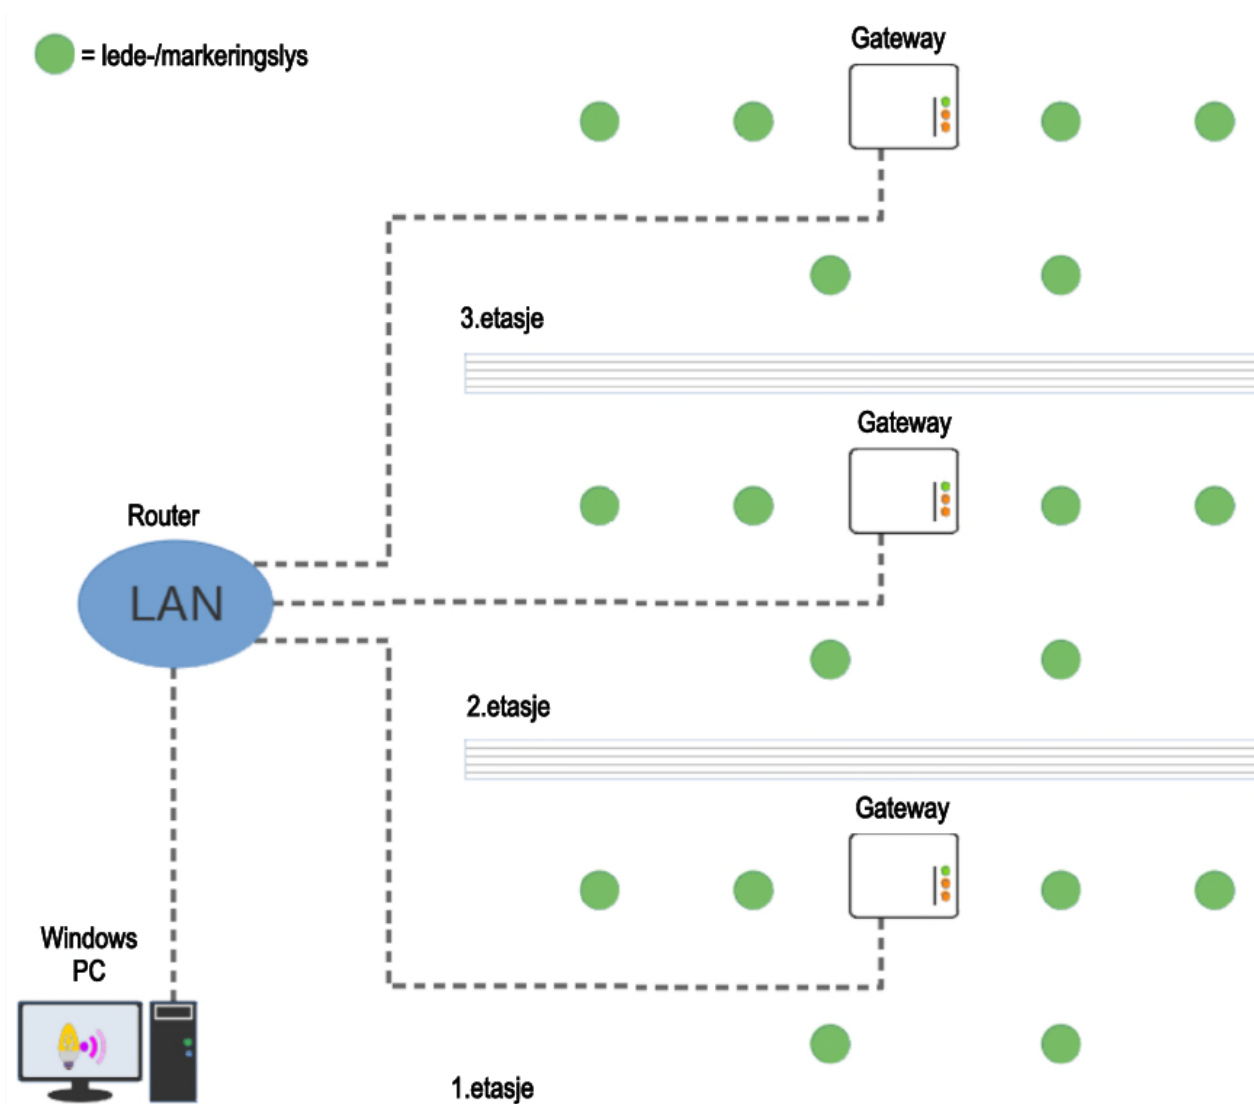 = lede-/markeringslys
Gateway
3.etasje
Gateway
Router
LAN
2.etasje
Gateway
Windows
PC
1.etasje